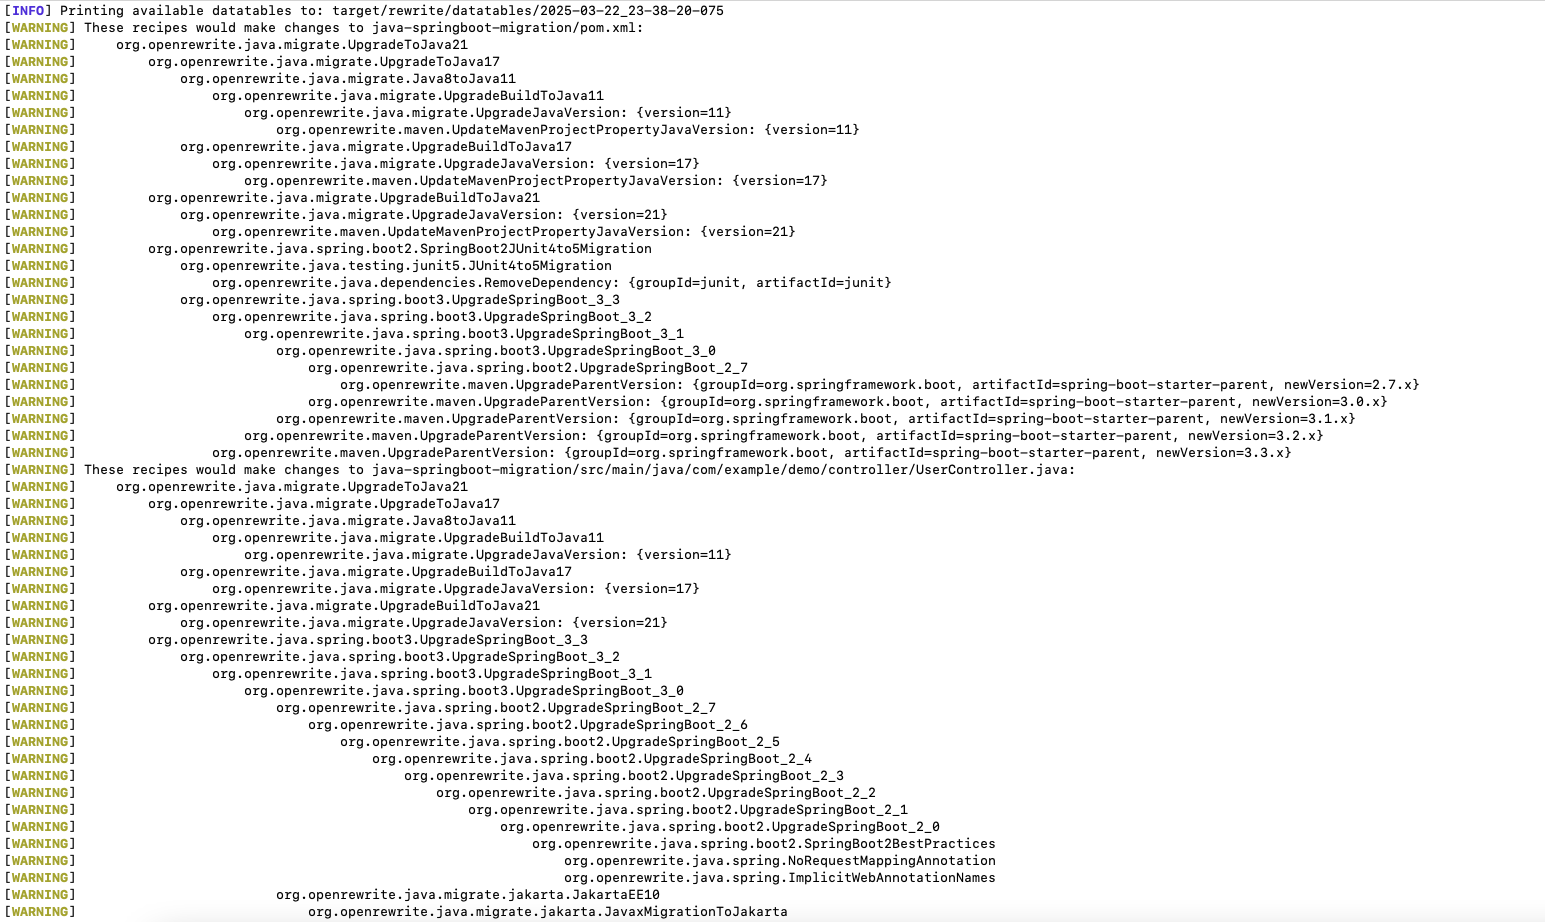 [INFO] Printing available datatables to: target/rewrite/datatables/2025-03-22_23-38-20-075
[WARNING] These recipes would make changes to java-springboot-migration/pom.xml:
[WARNING]     org.openrewrite.java.migrate.UpgradeToJava21
[WARNING]         org.openrewrite.java.migrate.UpgradeToJava17
[WARNING]             org.openrewrite.java.migrate.Java8toJava11
[WARNING]                 org.openrewrite.java.migrate.UpgradeBuildToJava11
[WARNING]                     org.openrewrite.java.migrate.UpgradeJavaVersion: {version=11}
[WARNING]                         org.openrewrite.maven.UpdateMavenProjectPropertyJavaVersion: {version=11}
[WARNING]             org.openrewrite.java.migrate.UpgradeBuildToJava17
[WARNING]                 org.openrewrite.java.migrate.UpgradeJavaVersion: {version=17}
[WARNING]                     org.openrewrite.maven.UpdateMavenProjectPropertyJavaVersion: {version=17}
[WARNING]         org.openrewrite.java.migrate.UpgradeBuildToJava21
[WARNING]             org.openrewrite.java.migrate.UpgradeJavaVersion: {version=21}
[WARNING]                 org.openrewrite.maven.UpdateMavenProjectPropertyJavaVersion: {version=21}
[WARNING]         org.openrewrite.java.spring.boot2.SpringBoot2JUnit4to5Migration
[WARNING]             org.openrewrite.java.testing.junit5.JUnit4to5Migration
[WARNING]                 org.openrewrite.java.dependencies.RemoveDependency: {groupId=junit, artifactId=junit}
[WARNING]             org.openrewrite.java.spring.boot3.UpgradeSpringBoot_3_3
[WARNING]                 org.openrewrite.java.spring.boot3.UpgradeSpringBoot_3_2
[WARNING]                     org.openrewrite.java.spring.boot3.UpgradeSpringBoot_3_1
[WARNING]                         org.openrewrite.java.spring.boot3.UpgradeSpringBoot_3_0
[WARNING]                             org.openrewrite.java.spring.boot2.UpgradeSpringBoot_2_7
[WARNING]                                 org.openrewrite.maven.UpgradeParentVersion: {groupId=org.springframework.boot, artifactId=spring-boot-starter-parent, newVersion=2.7.x}
[WARNING]                             org.openrewrite.maven.UpgradeParentVersion: {groupId=org.springframework.boot, artifactId=spring-boot-starter-parent, newVersion=3.0.x}
[WARNING]                         org.openrewrite.maven.UpgradeParentVersion: {groupId=org.springframework.boot, artifactId=spring-boot-starter-parent, newVersion=3.1.x}
[WARNING]                     org.openrewrite.maven.UpgradeParentVersion: {groupId=org.springframework.boot, artifactId=spring-boot-starter-parent, newVersion=3.2.x}
[WARNING]                 org.openrewrite.maven.UpgradeParentVersion: {groupId=org.springframework.boot, artifactId=spring-boot-starter-parent, newVersion=3.3.x}
[WARNING] These recipes would make changes to java-springboot-migration/src/main/java/com/example/demo/controller/UserController.java:
[WARNING]     org.openrewrite.java.migrate.UpgradeToJava21
[WARNING]         org.openrewrite.java.migrate.UpgradeToJava17
[WARNING]             org.openrewrite.java.migrate.Java8toJava11
[WARNING]                 org.openrewrite.java.migrate.UpgradeBuildToJava11
[WARNING]                     org.openrewrite.java.migrate.UpgradeJavaVersion: {version=11}
[WARNING]             org.openrewrite.java.migrate.UpgradeBuildToJava17
[WARNING]                 org.openrewrite.java.migrate.UpgradeJavaVersion: {version=17}
[WARNING]         org.openrewrite.java.migrate.UpgradeBuildToJava21
[WARNING]             org.openrewrite.java.migrate.UpgradeJavaVersion: {version=21}
[WARNING]         org.openrewrite.java.spring.boot3.UpgradeSpringBoot_3_3
[WARNING]             org.openrewrite.java.spring.boot3.UpgradeSpringBoot_3_2
[WARNING]                 org.openrewrite.java.spring.boot3.UpgradeSpringBoot_3_1
[WARNING]                     org.openrewrite.java.spring.boot3.UpgradeSpringBoot_3_0
[WARNING]                         org.openrewrite.java.spring.boot2.UpgradeSpringBoot_2_7
[WARNING]                             org.openrewrite.java.spring.boot2.UpgradeSpringBoot_2_6
[WARNING]                                 org.openrewrite.java.spring.boot2.UpgradeSpringBoot_2_5
[WARNING]                                     org.openrewrite.java.spring.boot2.UpgradeSpringBoot_2_4
[WARNING]                                         org.openrewrite.java.spring.boot2.UpgradeSpringBoot_2_3
[WARNING]                                             org.openrewrite.java.spring.boot2.UpgradeSpringBoot_2_2
[WARNING]                                                 org.openrewrite.java.spring.boot2.UpgradeSpringBoot_2_1
[WARNING]                                                     org.openrewrite.java.spring.boot2.UpgradeSpringBoot_2_0
[WARNING]                                                         org.openrewrite.java.spring.boot2.SpringBoot2BestPractices
[WARNING]                                                             org.openrewrite.java.spring.NoRequestMappingAnnotation
[WARNING]                                                             org.openrewrite.java.spring.ImplicitWebAnnotationNames
[WARNING]                         org.openrewrite.java.migrate.jakarta.JakartaEE10
[WARNING]                             org.openrewrite.java.migrate.jakarta.JavaxMigrationToJakarta